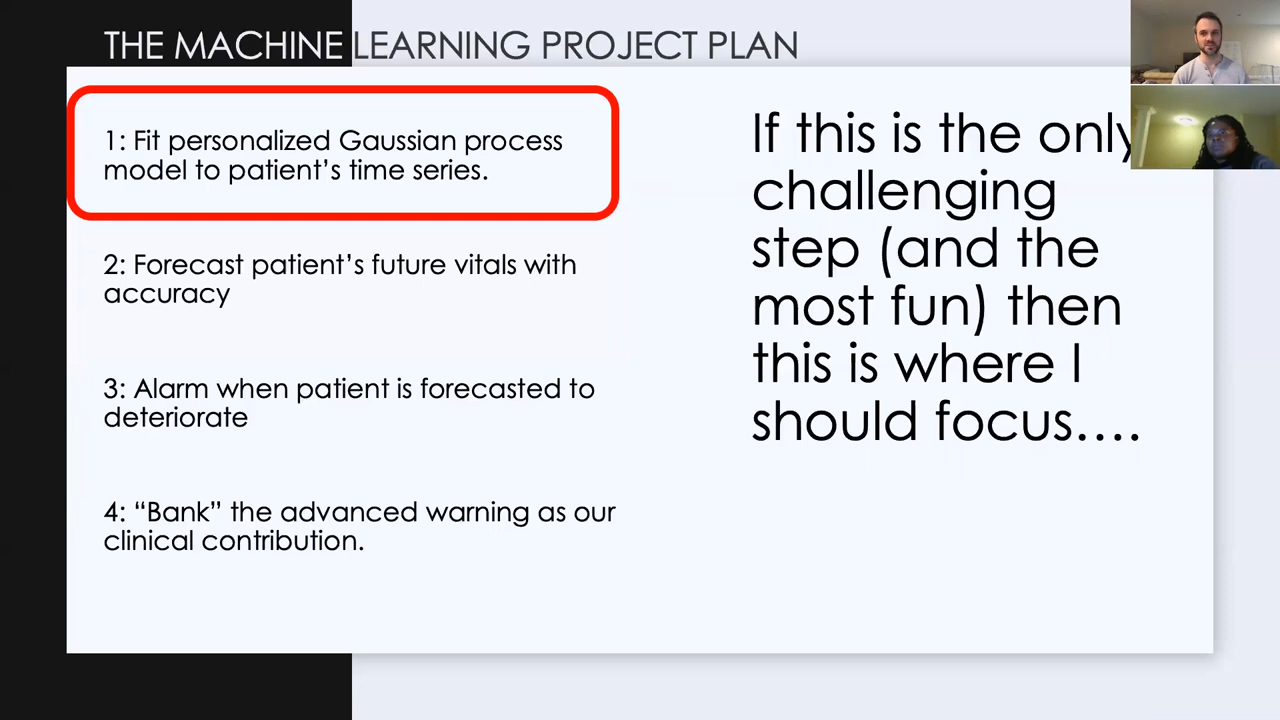 THE MACHINE LEARNING PROJECT PLAN
1: Fit personalized Gaussian process
model to patient’s time series.
2: Forecast patient’s future vitals with
accuracy
3: Alarm when patient is forecasted to
deteriorate
4: “Bank” the advanced warning as our
clinical contribution.
If this is the only
challenging
step (and the
most fun) then
this is where I
should focus….